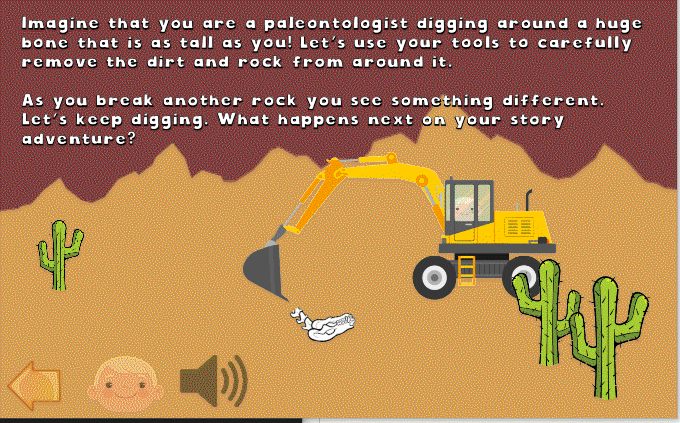 Imagine that you are a paleontologist digging around a huge
bone that is as tall as you! Let's use your tools to carefully
remove the dirt and rock from around it.
As you break another rock you see something different.
Let's keep digging. What happens next on your story
adventure?